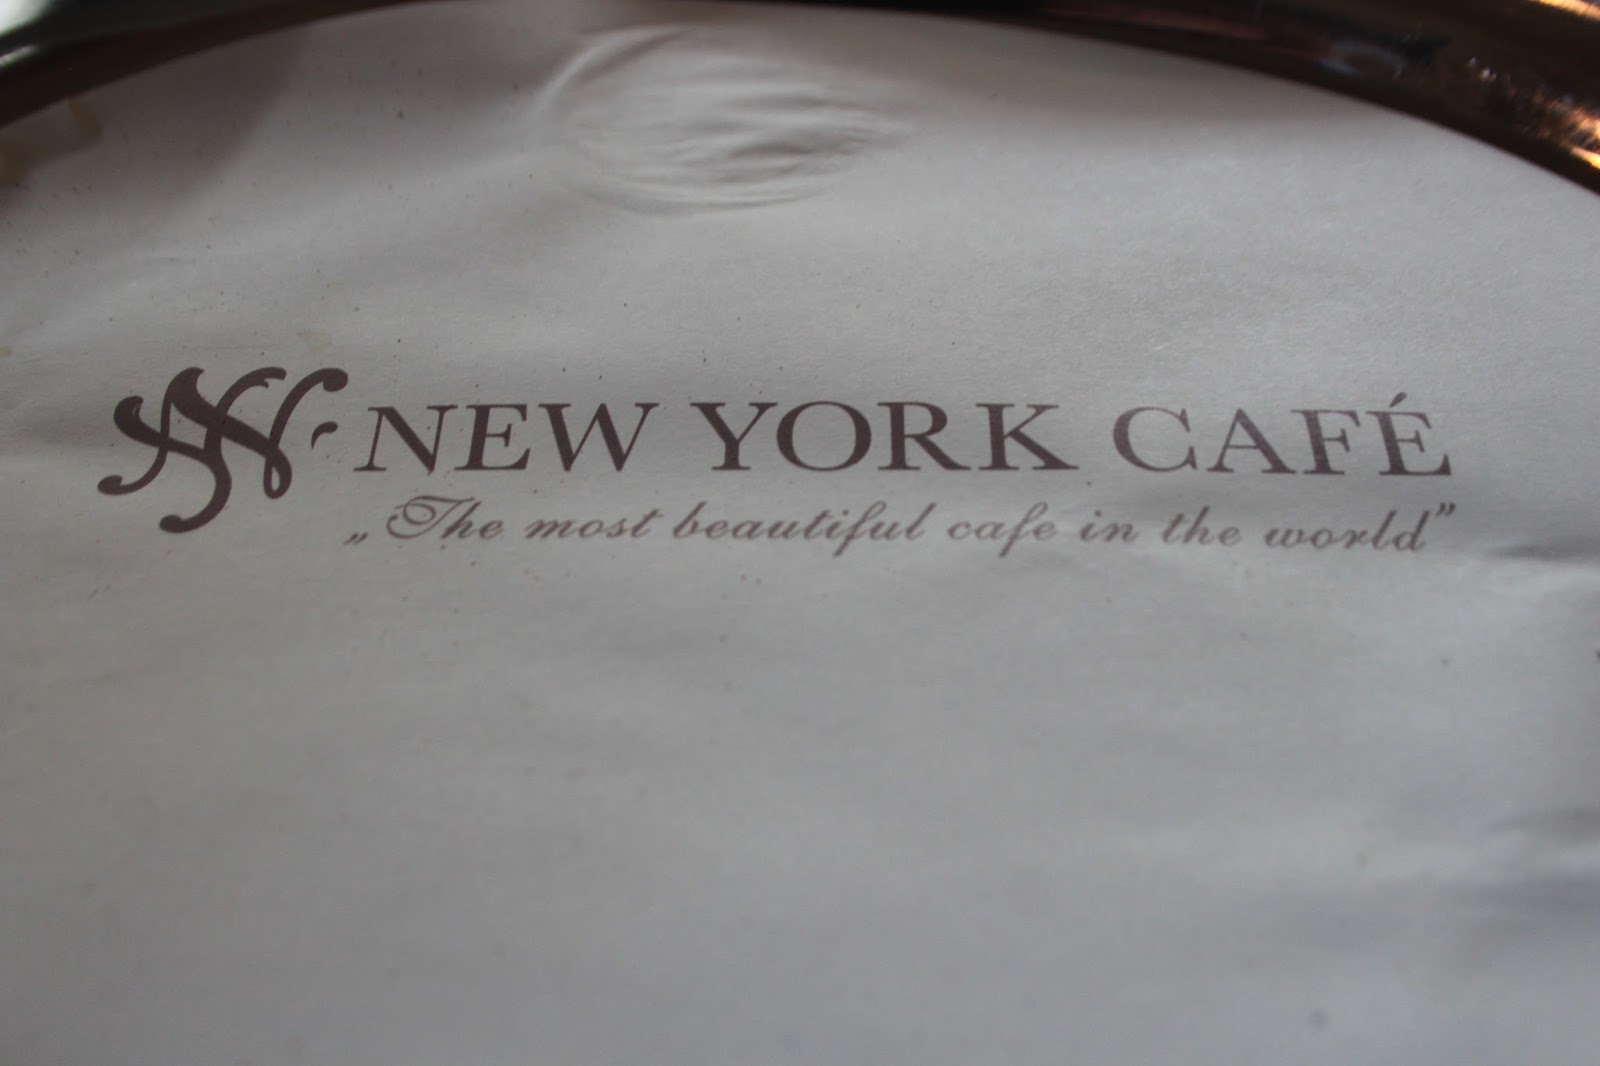 NEW YORK CAFÉ
„The most beautiful cafe in the world”